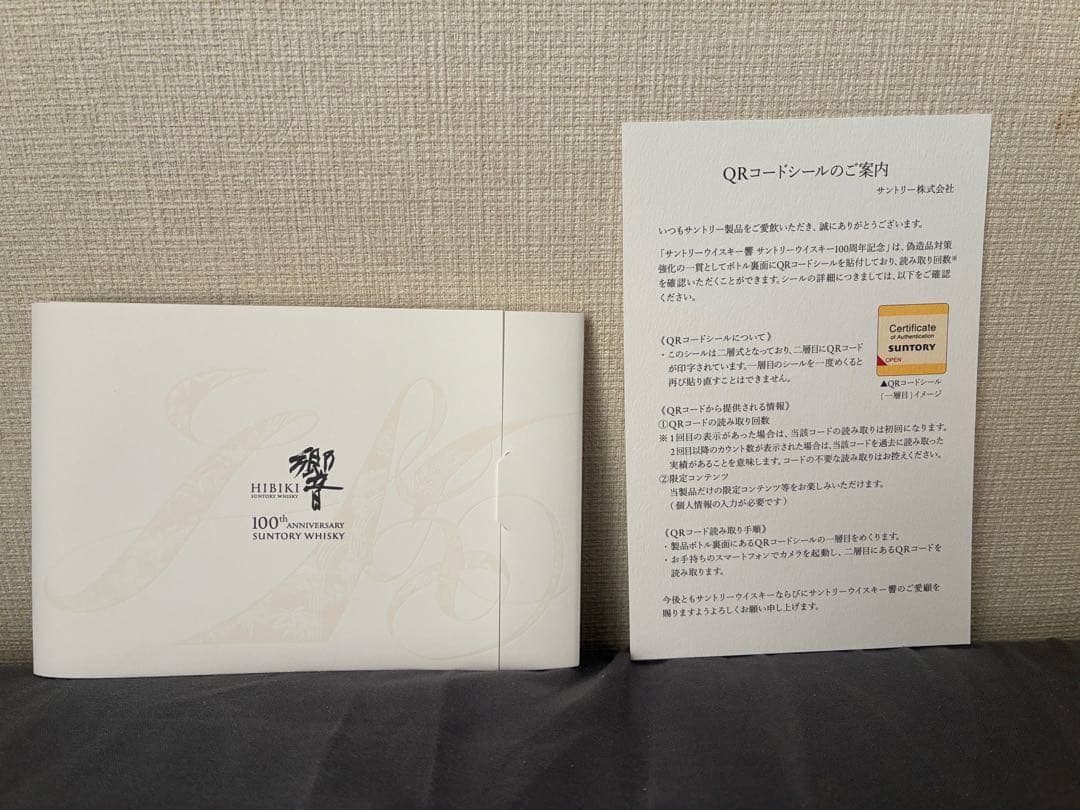 響
HIBIKI
SUNTORY WHISKY
100th ANNIVERSARY
SUNTORY WHISKY
QRコードシールのご案内
サントリー株式会社
いつもサントリー製品をご愛飲いただき、誠にありがとうございます。
「サントリーウイスキー響 サントリーウイスキー100周年記念」は、偽造品対策
強化の一貫としてボトル裏面にQRコードシールを貼付しており、読み取り回数※
を確認いただくことができます。シールの詳細につきましては、以下をご確認
ください。
《QRコードシールについて》
・このシールは二層式となっており、二層目にQRコード
が印字されています。一層目のシールを一度めくると
再び貼り直すことはできません。
Certificate
of Authentication
SUNTORY
OPEN
▲QRコードシール
(一層目)イメージ
《QRコードから提供される情報》
①QRコードの読み取り回数
※1回目の表示があった場合は、当該コードの読み取りは初回になります。
2回目以降のカウント数が表示された場合は、当該コードを過去に読み取った
実績があることを意味します。コードの不要な読み取りはお控えください。
②限定コンテンツ
当製品だけの限定コンテンツ等をお楽しみいただけます。
(個人情報の入力が必要です)
《QRコード読み取り手順》
・製品ボトル裏面にあるQRコードシールの一層目をめくります。
・お手持ちのスマートフォンでカメラを起動し、二層目にあるQRコードを
読み取ります。
今後ともサントリーウイスキーならびにサントリーウイスキー響のご愛顧を
賜りますようよろしくお願い申し上げます。